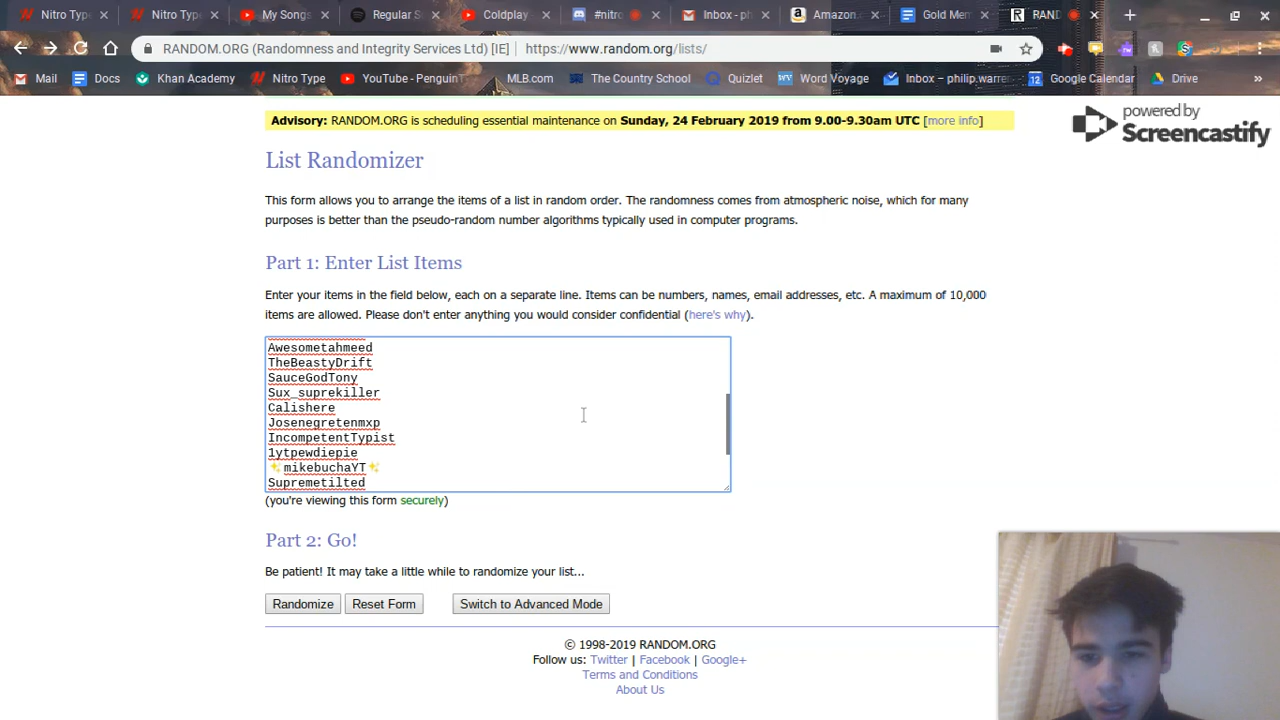 Nitro Typ
Nitro Type
My Songs
Regular S
Coldplay
#nitro
Inbox - ph
Amazon.
Gold Mem
RAND
RANDOM.ORG (Randomness and Integrity Services Ltd) [IE] | https://www.random.org/lists/
Mail
Docs
Khan Academy
Nitro Type
YouTube - PenguinT
MLB.com
The Country School
Quizlet
Word Voyage
Inbox – philip.warre
Google Calendar
Drive
»
powered by
Screencastify
Advisory: RANDOM.ORG is scheduling essential maintenance on Sunday, 24 February 2019 from 9.00-9.30am UTC [more info]
List Randomizer
This form allows you to arrange the items of a list in random order. The randomness comes from atmospheric noise, which for many
purposes is better than the pseudo-random number algorithms typically used in computer programs.
Part 1: Enter List Items
Enter your items in the field below, each on a separate line. Items can be numbers, names, email addresses, etc. A maximum of 10,000
items are allowed. Please don't enter anything you would consider confidential (here's why).
Awesometahmeed
TheBeastyDrift
SauceGodTony
Sux_suprekiller
Calishere
Josenegretenmxp
IncompetentTypist
1ytpewdiepie
✨mikebuchaYT✨
Supremetilted
(you're viewing this form securely)
Part 2: Go!
Be patient! It may take a little while to randomize your list...
Randomize
Reset Form
Switch to Advanced Mode
© 1998-2019 RANDOM.ORG
Follow us: Twitter | Facebook | Google+
Terms and Conditions
About Us